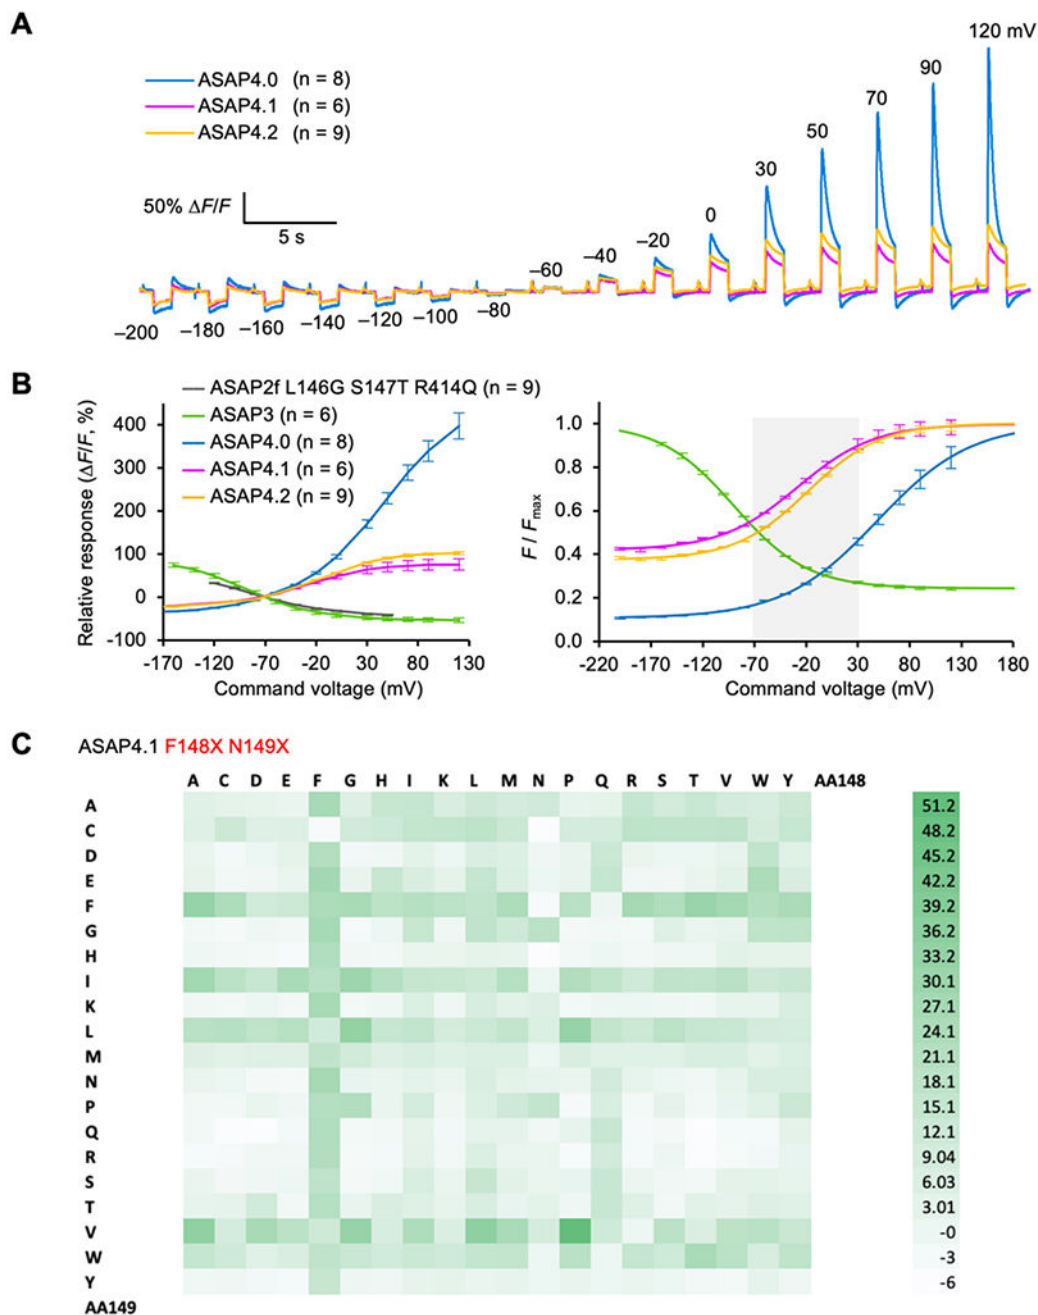 A
120 mV
90
70
50
30
0
–20
–40
–60
–80
–100
–120
–140
–160
–180
–200
ASAP4.0 (n = 8)
ASAP4.1 (n = 6)
ASAP4.2 (n = 9)
50% ΔF/F
5 s
B
ASAP2f L146G S147T R414Q (n = 9)
ASAP3 (n = 6)
ASAP4.0 (n = 8)
ASAP4.1 (n = 6)
ASAP4.2 (n = 9)
Relative response (ΔF/F, %)
400
300
200
100
0
-100
-170 -120 -70 -20 30 80 130
Command voltage (mV)
F / Fmax
1.0
0.8
0.6
0.4
0.2
0.0
-220 -170 -120 -70 -20 30 80 130 180
Command voltage (mV)
C
ASAP4.1 F148X N149X
A C D E F G H I K L M N P Q R S T V W Y AA148
A
C
D
E
F
G
H
I
K
L
M
N
P
Q
R
S
T
V
W
Y
AA149
51.2
48.2
45.2
42.2
39.2
36.2
33.2
30.1
27.1
24.1
21.1
18.1
15.1
12.1
9.04
6.03
3.01
-0
-3
-6